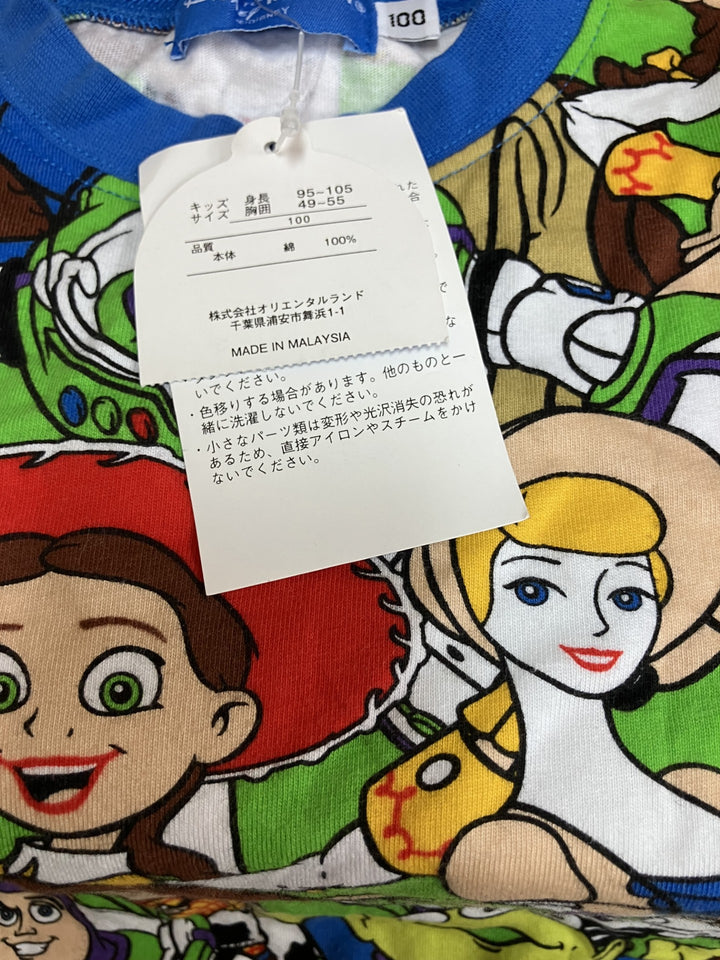 100
キッズ 身長 95~105
サイズ 胸囲 49~55
100
品質
本体 綿 100%
株式会社オリエンタルランド
千葉県浦安市舞浜1-1
MADE IN MALAYSIA
いでください。
・色移りする場合があります。他のものと一
緒に洗濯しないでください。
・小さなパーツ類は変形や光沢消失の恐れが
あるため、直接アイロンやスチームをかけ
ないでください。